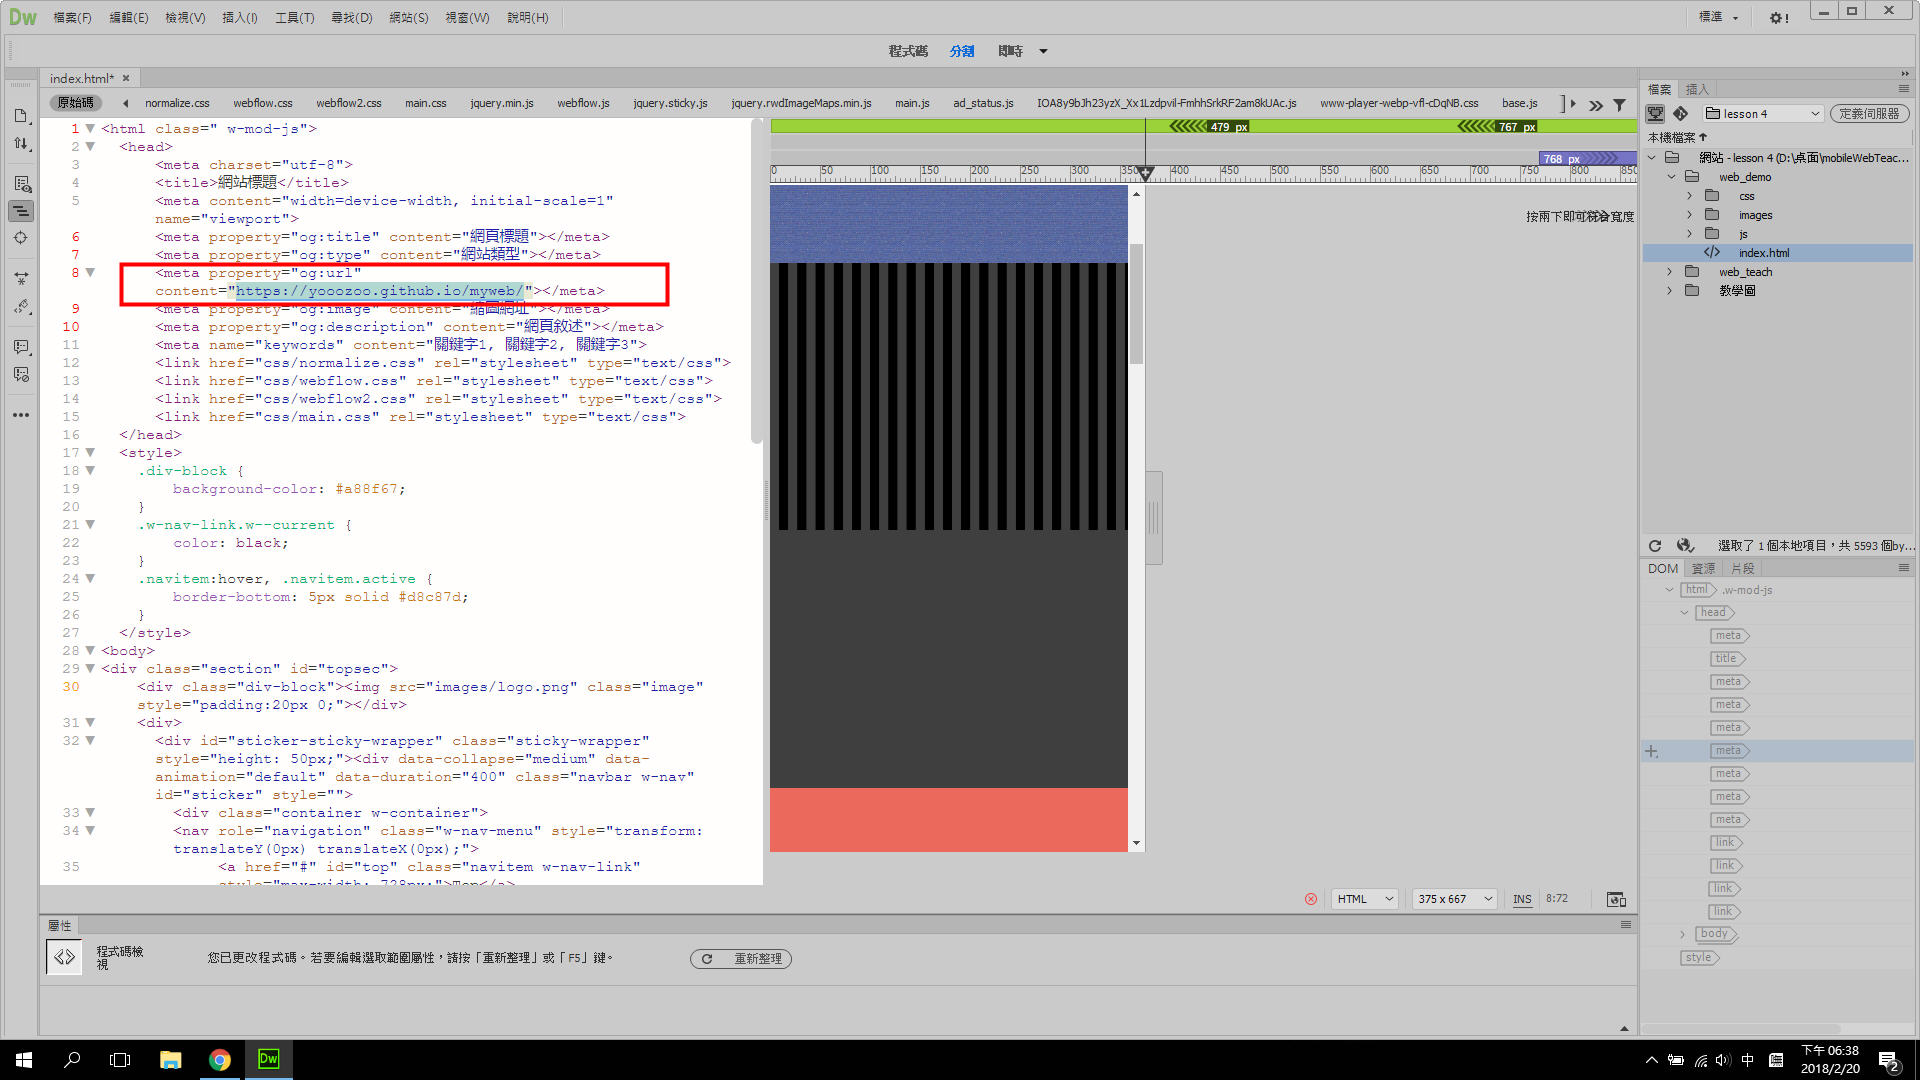 Dw 檔案(F) 編輯(E) 檢視(V) 插入(I) 工具(T) 尋找(D) 網站(S) 視窗(W) 說明(H) 標準
程式碼 分割 即時
index.html*
原始碼 normalize.css webflow.css webflow2.css main.css jquery.min.js webflow.js jquery.sticky.js jquery.rwdImageMaps.min.js main.js ad_status.js IOA8y9bJh23yzX_Xx1Lzdpvil-FmhhSrkRF2am8kUAc.js www-player-webp-vfl-cDqNB.css base.js
1 <html class=" w-mod-js">
2 <head>
3 <meta charset="utf-8">
4 <title>網站標題</title>
5 <meta content="width=device-width, initial-scale=1"
name="viewport">
6 <meta property="og:title" content="網頁標題"></meta>
7 <meta property="og:type" content="網站類型"></meta>
8 <meta property="og:url"
content="https://yooozoo.github.io/myweb/"></meta>
9 <meta property="og:image" content="縮圖網址"></meta>
10 <meta property="og:description" content="網頁敘述"></meta>
11 <meta name="keywords" content="關鍵字1, 關鍵字2, 關鍵字3">
12 <link href="css/normalize.css" rel="stylesheet" type="text/css">
13 <link href="css/webflow.css" rel="stylesheet" type="text/css">
14 <link href="css/webflow2.css" rel="stylesheet" type="text/css">
15 <link href="css/main.css" rel="stylesheet" type="text/css">
16 </head>
17 <style>
18 .div-block {
19 background-color: #a88f67;
20 }
21 .w-nav-link.w--current {
22 color: black;
23 }
24 .navitem:hover, .navitem.active {
25 border-bottom: 5px solid #d8c87d;
26 }
27 </style>
28 <body>
29 <div class="section" id="topsec">
30 <div class="div-block"><img src="images/logo.png" class="image"
style="padding:20px 0;"></div>
31 <div>
32 <div id="sticker-sticky-wrapper" class="sticky-wrapper"
style="height: 50px;"><div data-collapse="medium" data-
animation="default" data-duration="400" class="navbar w-nav"
id="sticker" style="">
33 <div class="container w-container">
34 <nav role="navigation" class="w-nav-menu" style="transform:
translateY(0px) translateX(0px);">
35 <a href="#" id="top" class="navitem w-nav-link"
style="max-width: 728px;">Top</a>
479 px 767 px
768 px
0 50 100 150 200 250 300 350 400 450 500 550 600 650 700 750 800 850
按兩下即可符合寬度
HTML 375 x 667 INS 8:72
檔案 插入
lesson 4 定義伺服器
本機檔案
網站 - lesson 4 (D:\桌面\mobileWebTeac...
web_demo
css
images
js
index.html
web_teach
教學圖
選取了 1 個本地項目，共 5593 個by...
DOM 資源 片段
html .w-mod-js
head
meta
title
meta
meta
meta
meta
meta
meta
meta
link
link
link
link
body
style
屬性
程式碼檢
視
您已更改程式碼。若要編輯選取範圍屬性，請按「重新整理」或「F5」鍵。 重新整理
Dw 中 下午 06:38
2018/2/20 2